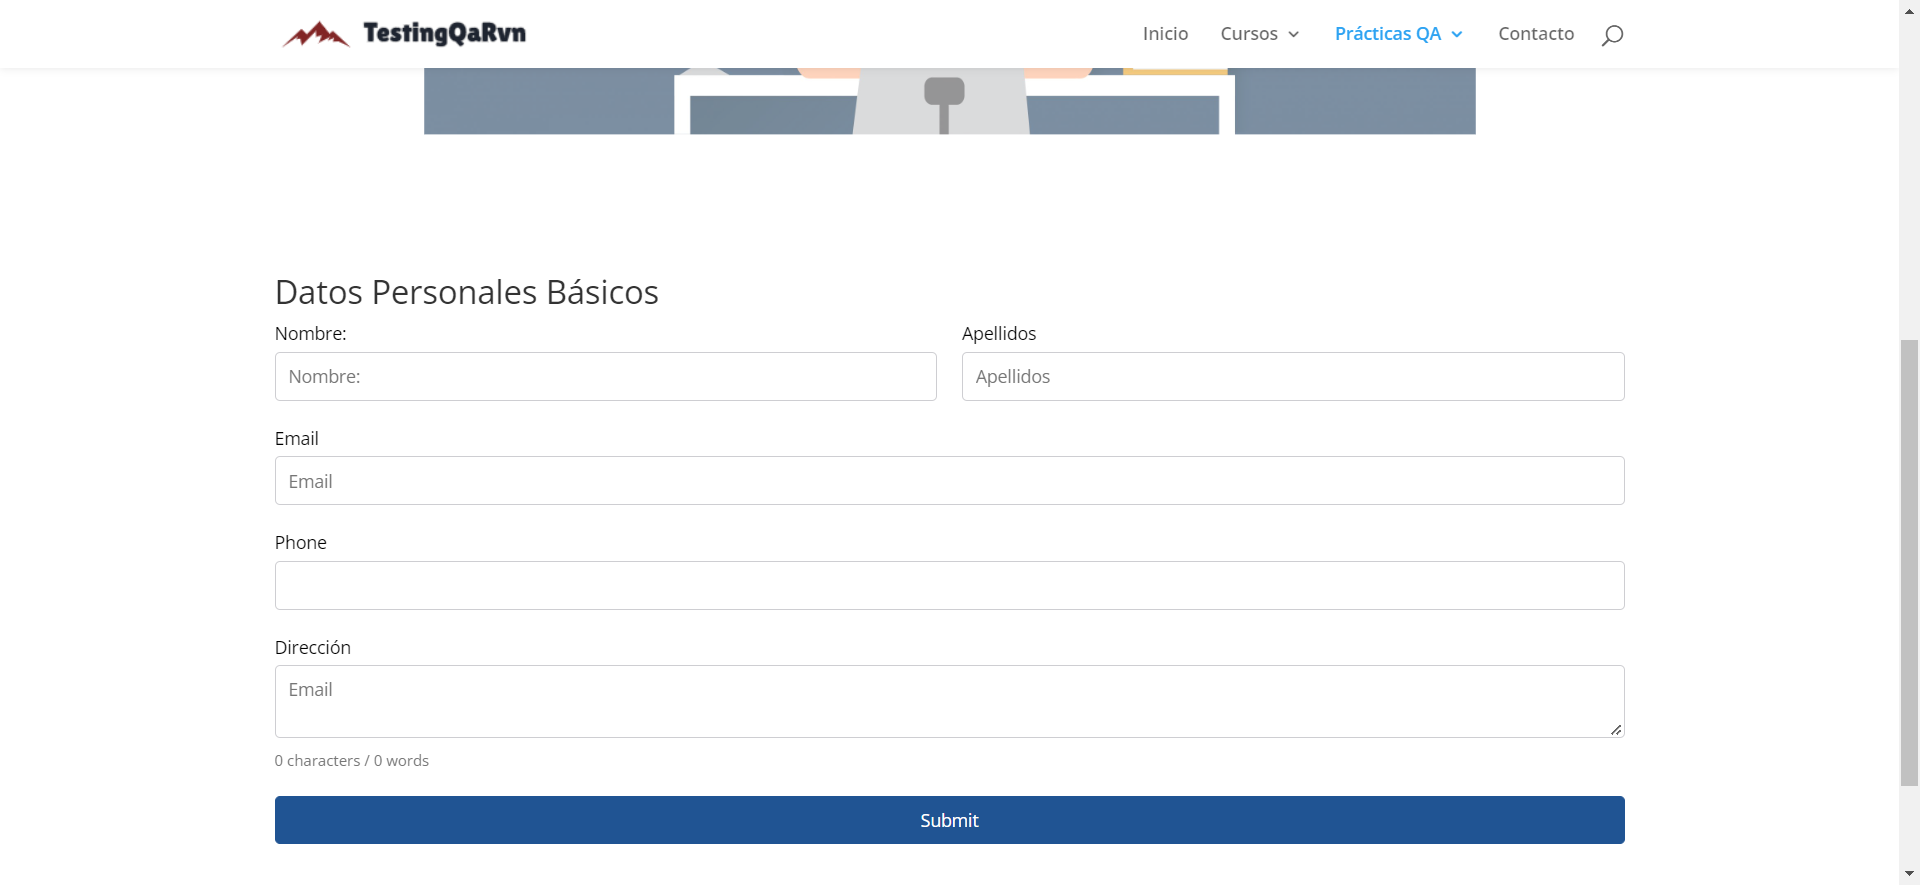 TestingQaRvn
Inicio Cursos Prácticas QA Contacto
Datos Personales Básicos
Nombre: Apellidos
Nombre: Apellidos
Email
Email
Phone
Dirección
Email
0 characters / 0 words
Submit